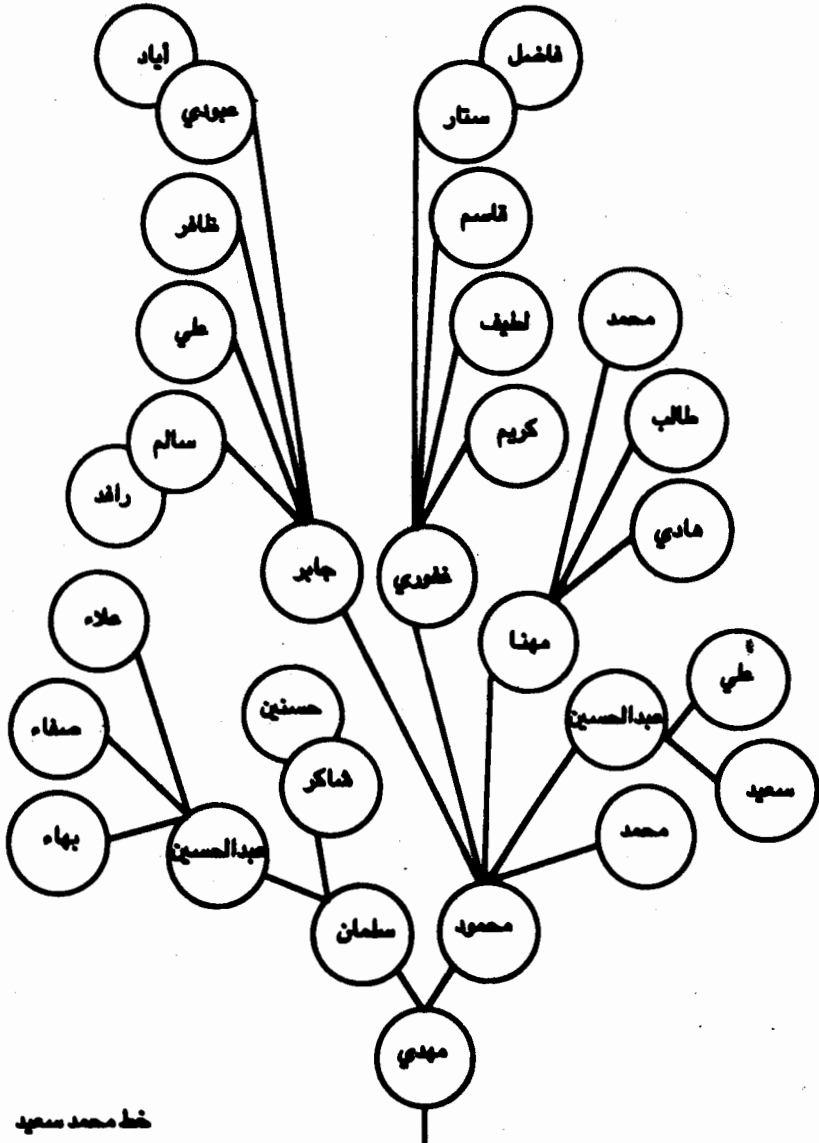 أياد
فاضل
عبودي
ستار
ظافر
قاسم
علي
لطيف
محمد
سالم
كريم
طالب
رافد
هادي
جابر
غفوري
علاء
مهنا
علي
حسنين
عبدالحسين
صفاء
شاكر
سعيد
بهاء
عبدالحسين
محمد
سلمان
محمود
مهدي
خط محمد سعيد